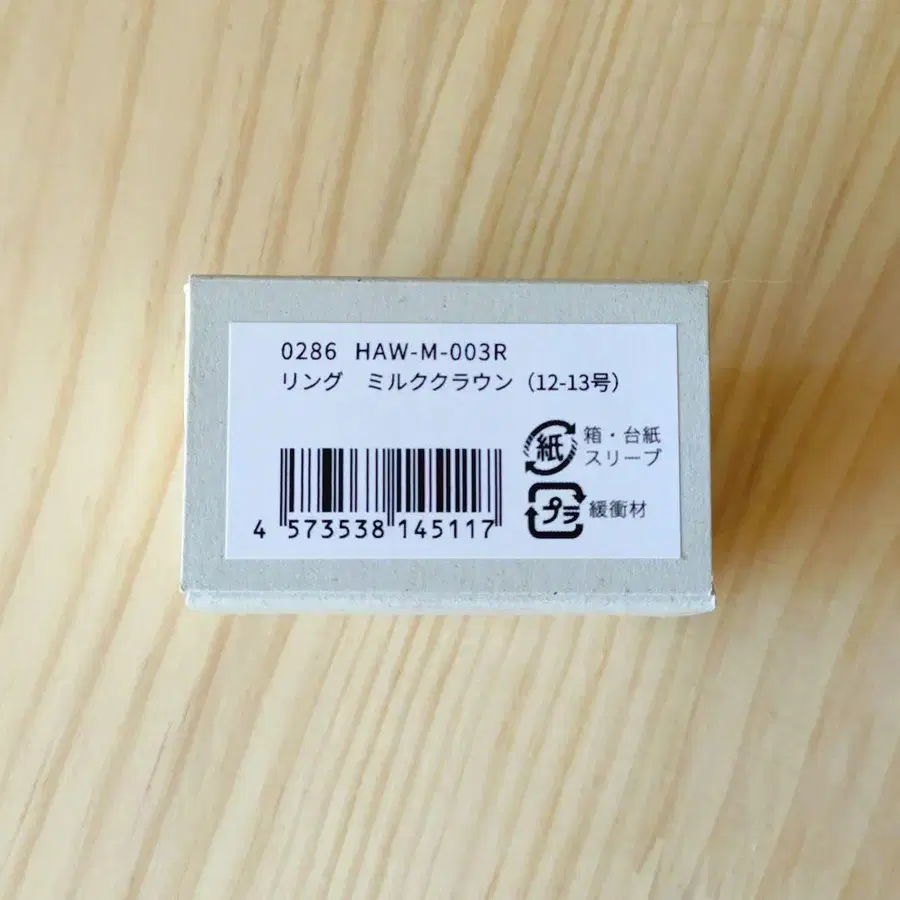 0286 HAW-M-003R
リング　ミルククラウン（12-13号）
紙
箱・台紙
スリーブ
プラ
緩衝材
4 573538 145117